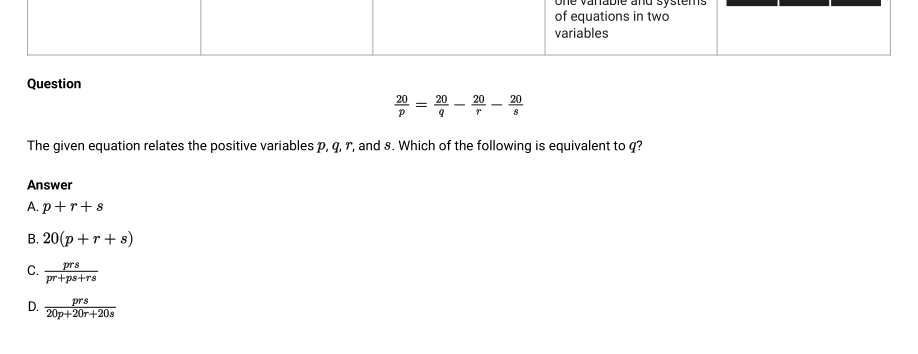 one variable and systems
of equations in two
variables
Question
20/p = 20/q − 20/r − 20/s
The given equation relates the positive variables p, q, r, and s. Which of the following is equivalent to q?
Answer
A. p + r + s
B. 20(p + r + s)
C. prs/(pr+ps+rs)
D. prs/(20p+20r+20s)